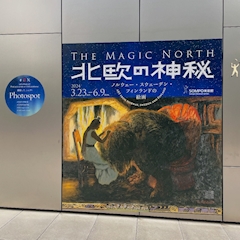 THE MAGIC NORTH
北欧の神秘
2024
3.23 sat — 6.9 sun
ノルウェー・スウェーデン・
フィンランドの
絵画
SOMPO美術館
Photospot